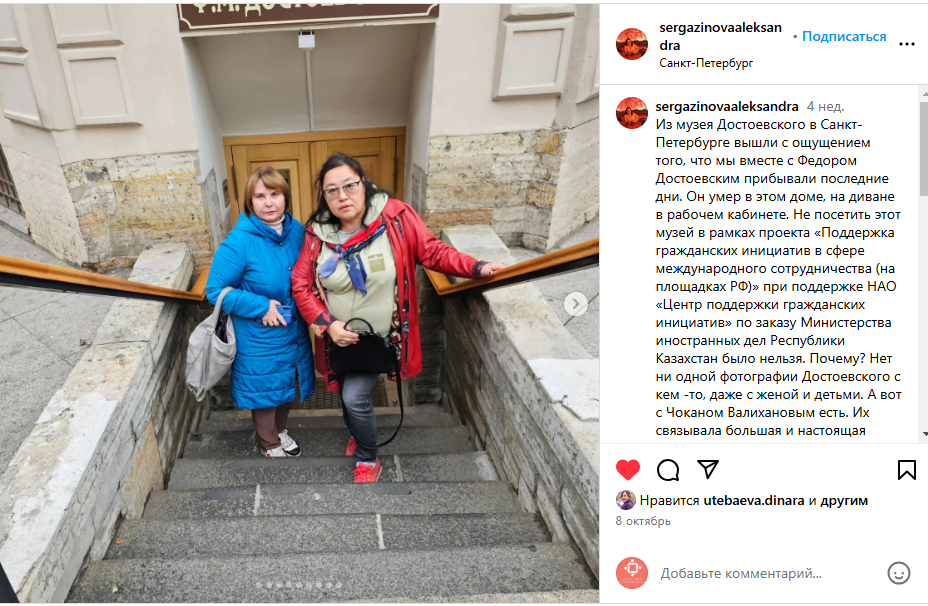 Ф.М. ДОСТОЕВ
sergazinovaaleksan
dra
• Подписаться
Санкт-Петербург
sergazinovaaleksandra 4 нед.
Из музея Достоевского в Санкт-
Петербурге вышли с ощущением
того, что мы вместе с Федором
Достоевским прибывали последние
дни. Он умер в этом доме, на диване
в рабочем кабинете. Не посетить этот
музей в рамках проекта «Поддержка
гражданских инициатив в сфере
международного сотрудничества (на
площадках РФ)» при поддержке НАО
«Центр поддержки гражданских
инициатив» по заказу Министерства
иностранных дел Республики
Казахстан было нельзя. Почему? Нет
ни одной фотографии Достоевского с
кем -то, даже с женой и детьми. А вот
с Чоканом Валихановым есть. Их
связывала большая и настоящая
Нравится utebaeva.dinara и другим
8 октябрь
Добавьте комментарий...